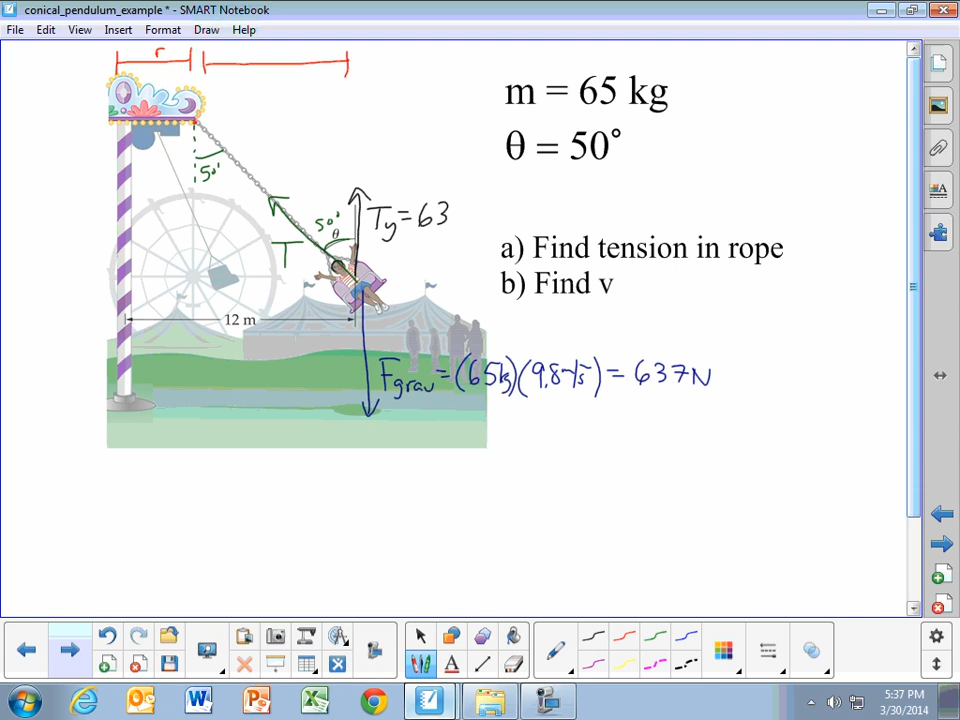 conical_pendulum_example * - SMART Notebook
File Edit View Insert Format Draw Help
r
m = 65 kg
θ = 50°
50°
50°
θ
Ty = 63
T
a) Find tension in rope
b) Find v
12 m
Fgrav = (65kg)(9.8m/s²) = 637N
A
5:37 PM
3/30/2014